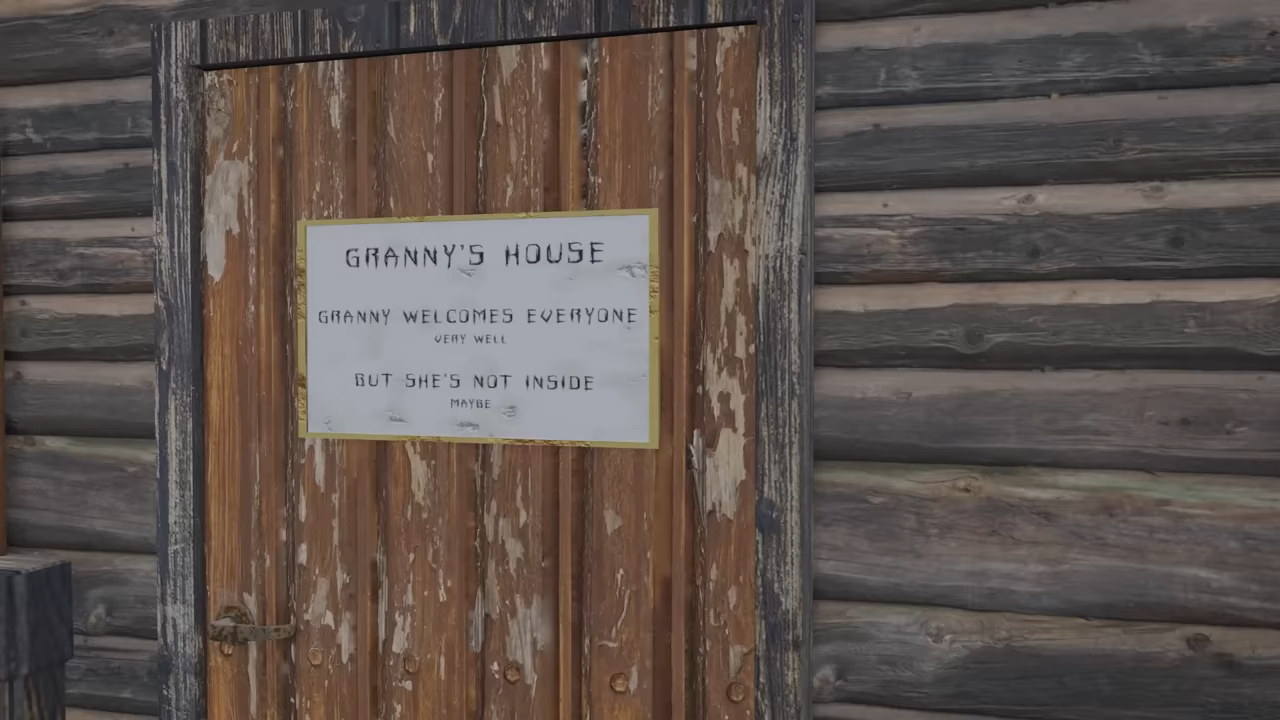 GRANNY'S HOUSE
GRANNY WELCOMES EVERYONE
VERY WELL
BUT SHE'S NOT INSIDE
MAYBE